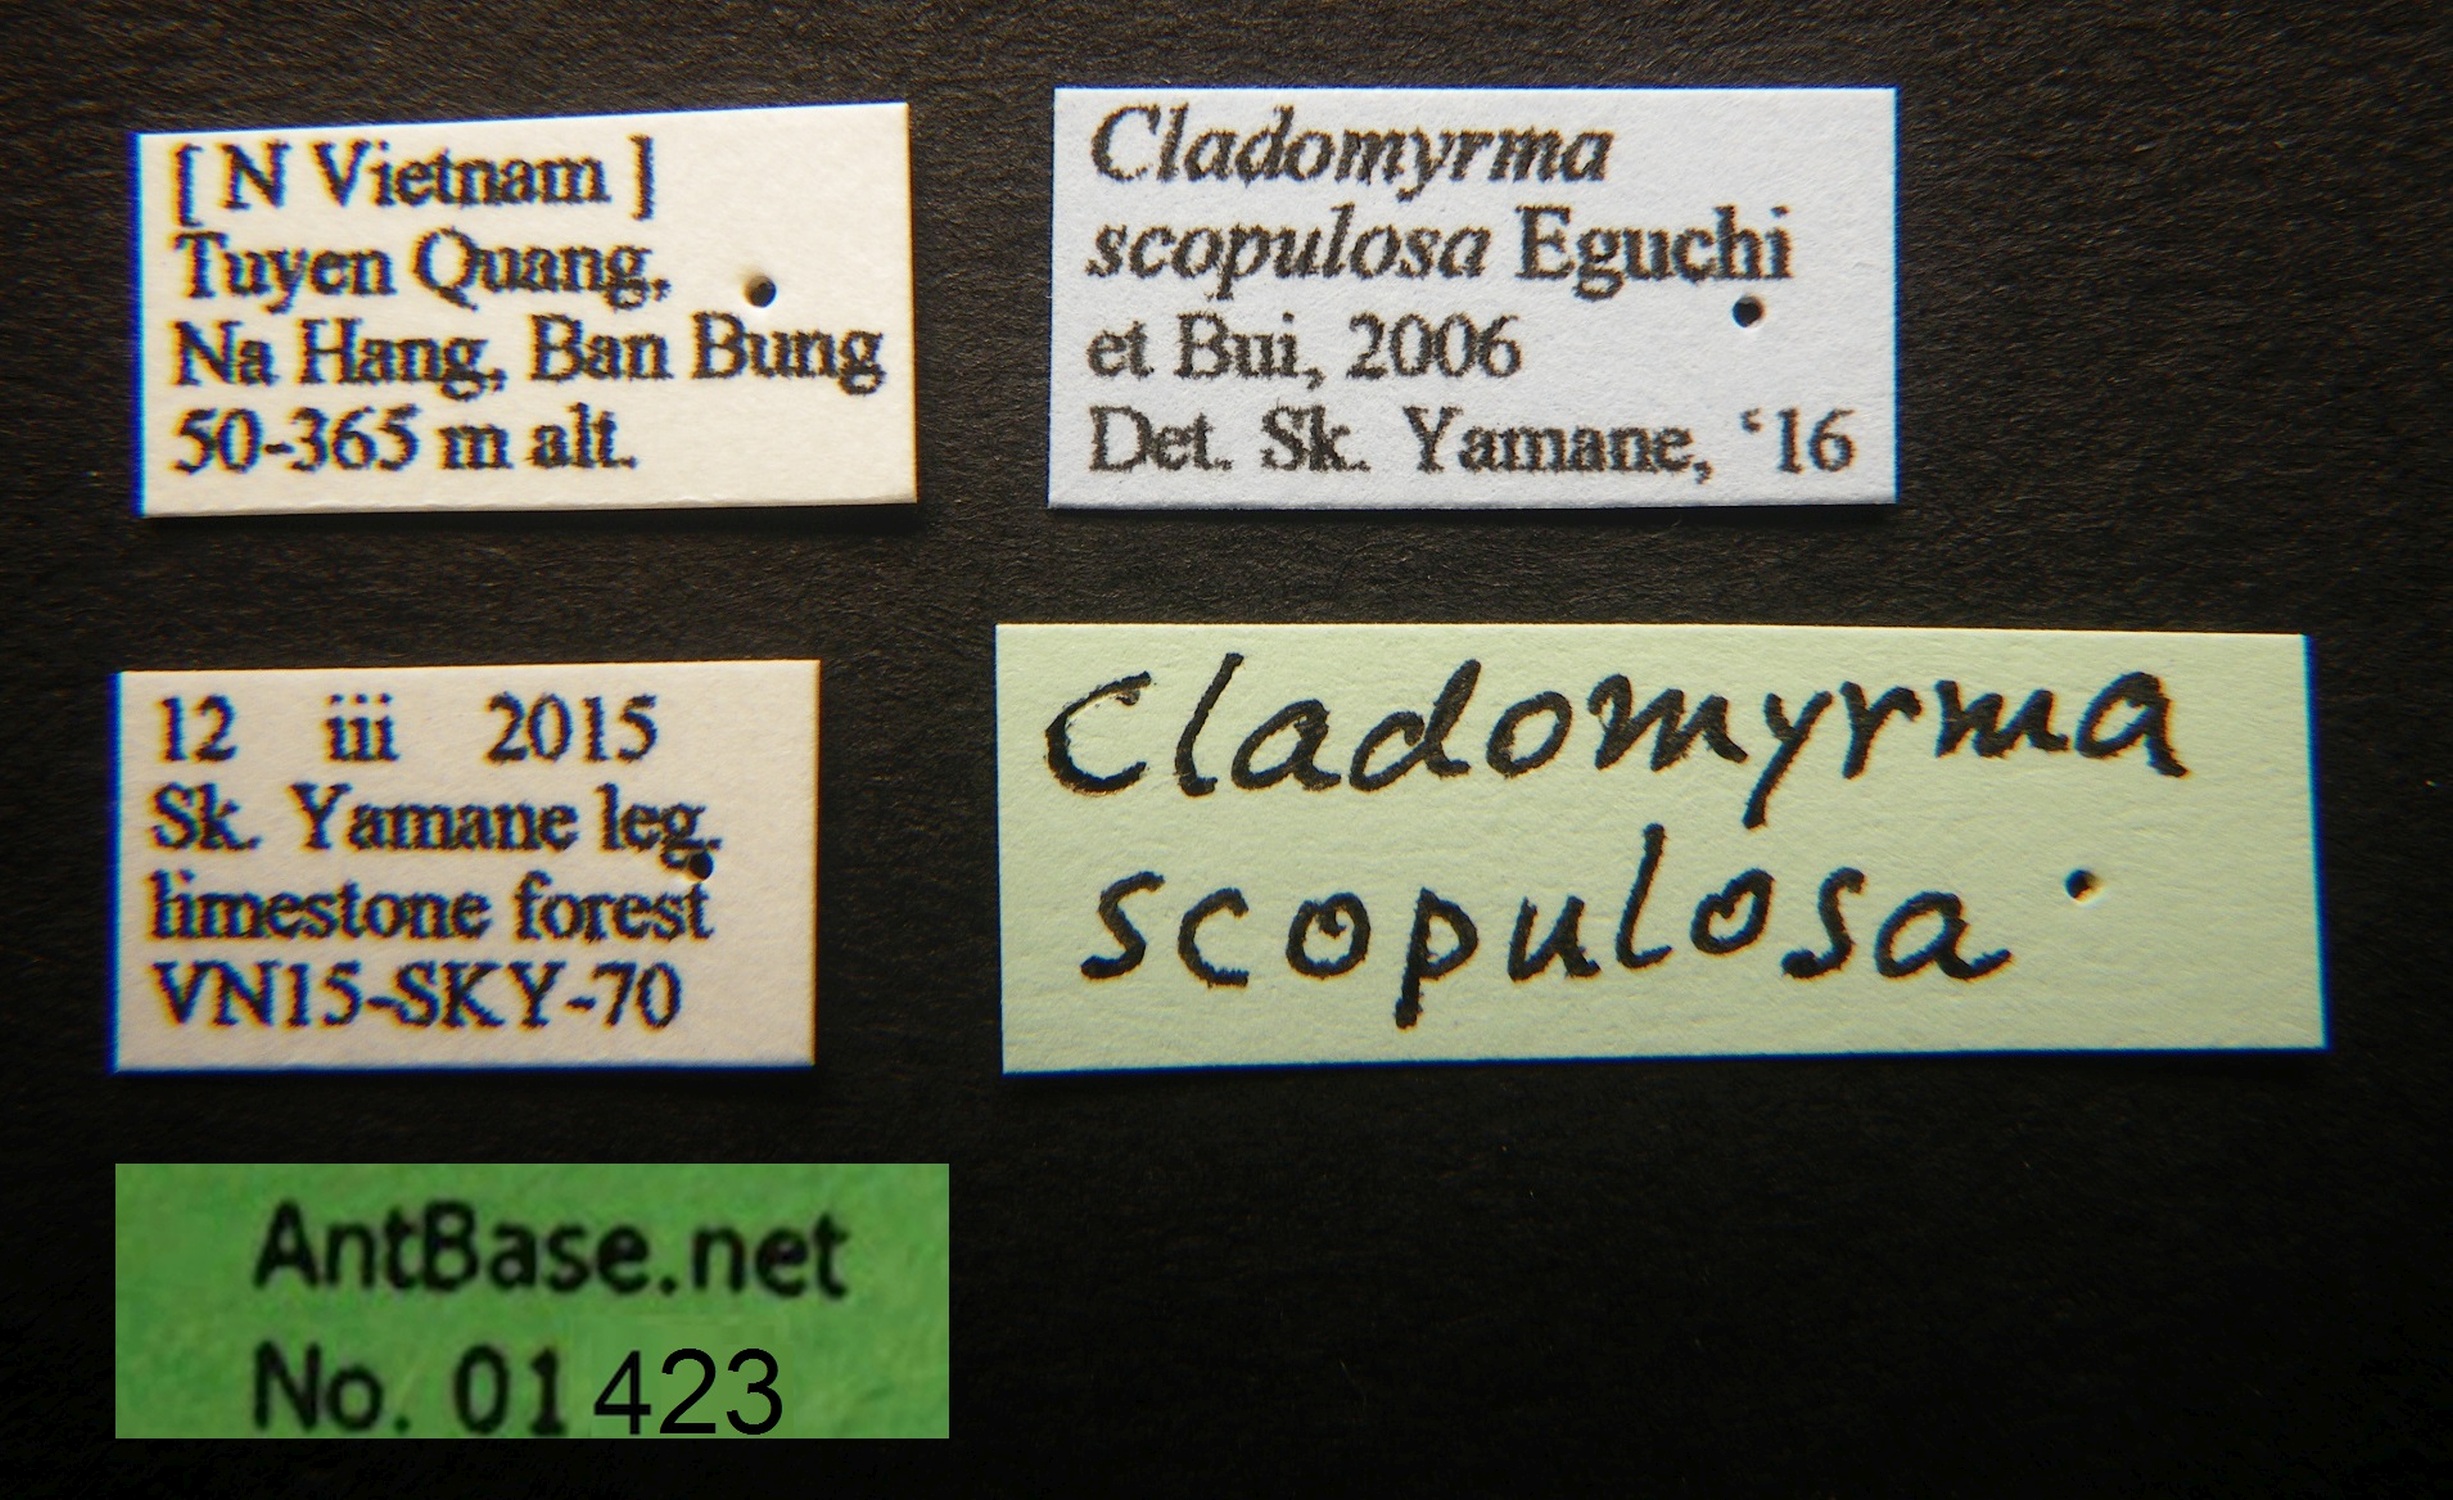 [ N Vietnam ]
Tuyen Quang,
Na Hang, Ban Bung
50-365 m alt.
Cladomyrma
scopulosa Eguchi
et Bui, 2006
Det. Sk. Yamane, ‘16
12 iii 2015
Sk. Yamane leg.
limestone forest
VN15-SKY-70
Cladomyrma
scopulosa
AntBase.net
No. 01423